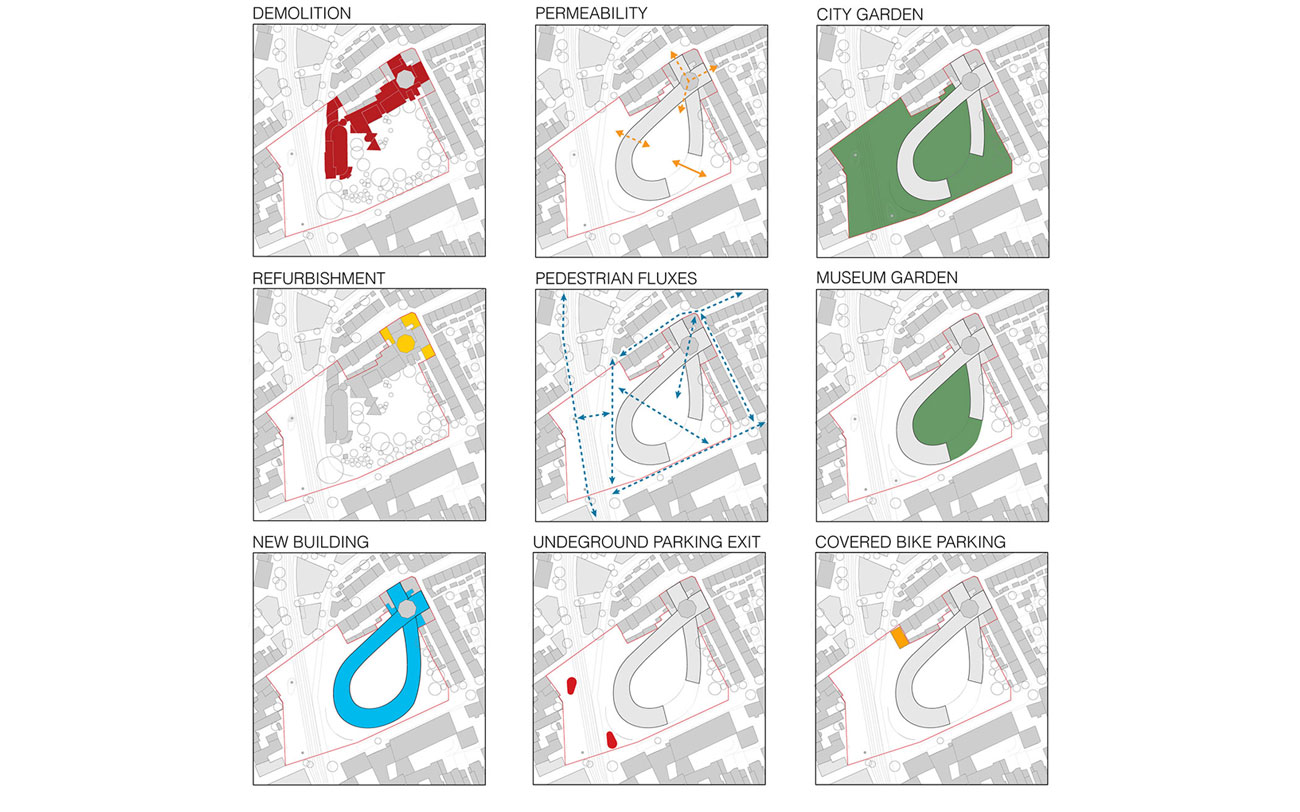 DEMOLITION
PERMEABILITY
CITY GARDEN
REFURBISHMENT
PEDESTRIAN FLUXES
MUSEUM GARDEN
NEW BUILDING
UNDEGROUND PARKING EXIT
COVERED BIKE PARKING